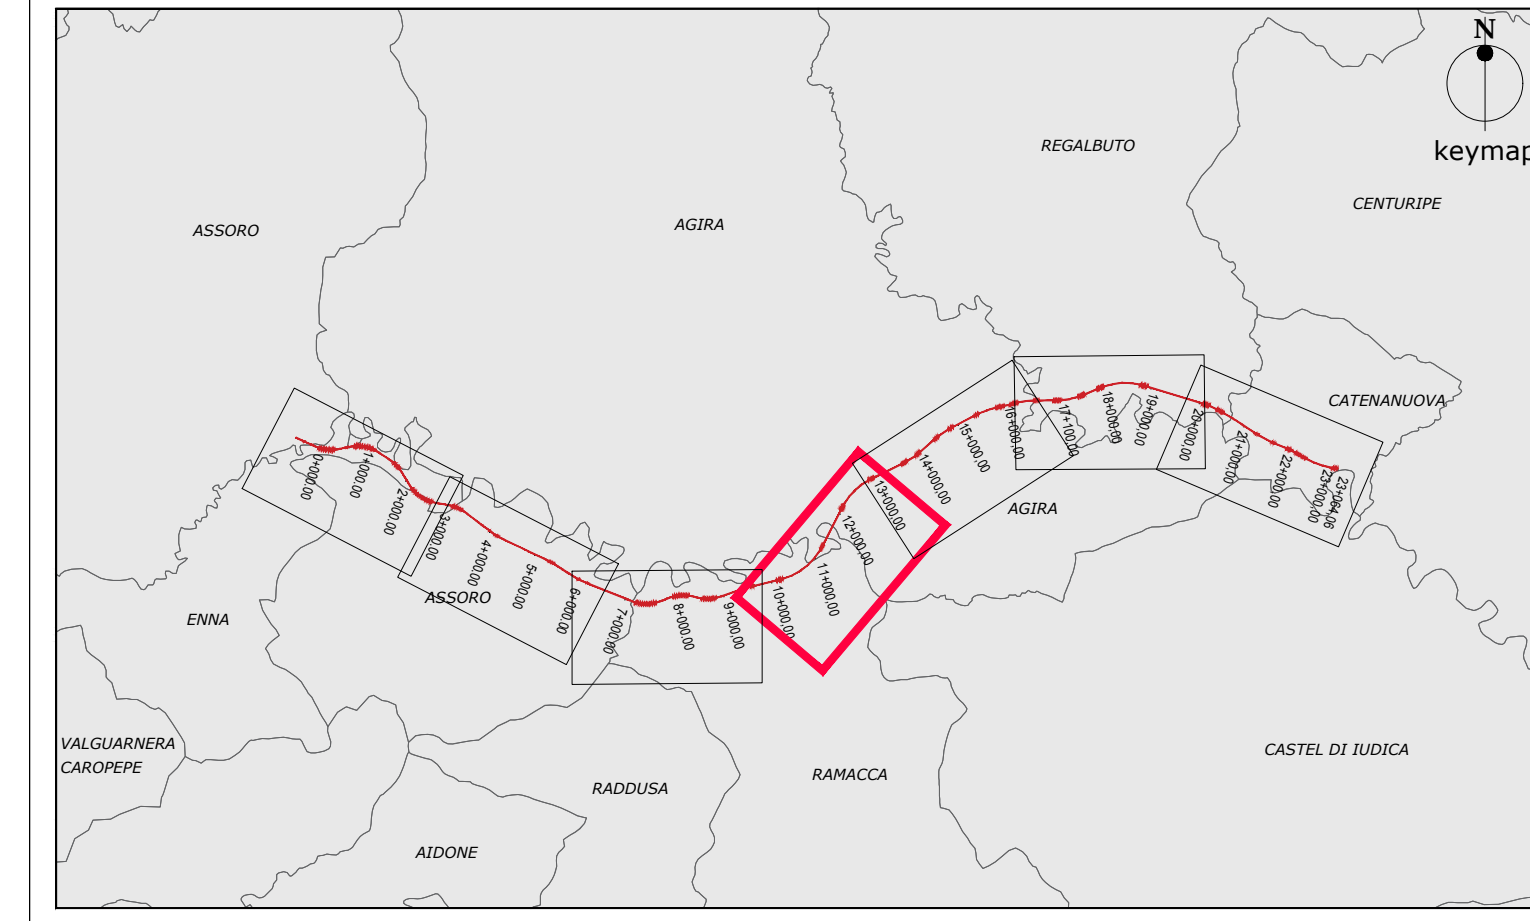 N
keymap
REGALBUTO
CENTURIPE
ASSORO
AGIRA
CATENANUOVA
AGIRA
ASSORO
ENNA
VALGUARNERA
CAROPEPE
CASTEL DI IUDICA
RADDUSA
RAMACCA
AIDONE
0+000.00
1+000.00
2+000.00
3+000.00
4+000.00
5+000.00
6+000.00
7+000.00
8+000.00
9+000,00
10+000,00
11+000,00
12+000,00
13+000,00
14+000,00
15+000,00
16+000,00
17+100,00
18+000,00
19+000,00
20+000,00
21+000,00
22+000,00
23+000,00
23+064,06